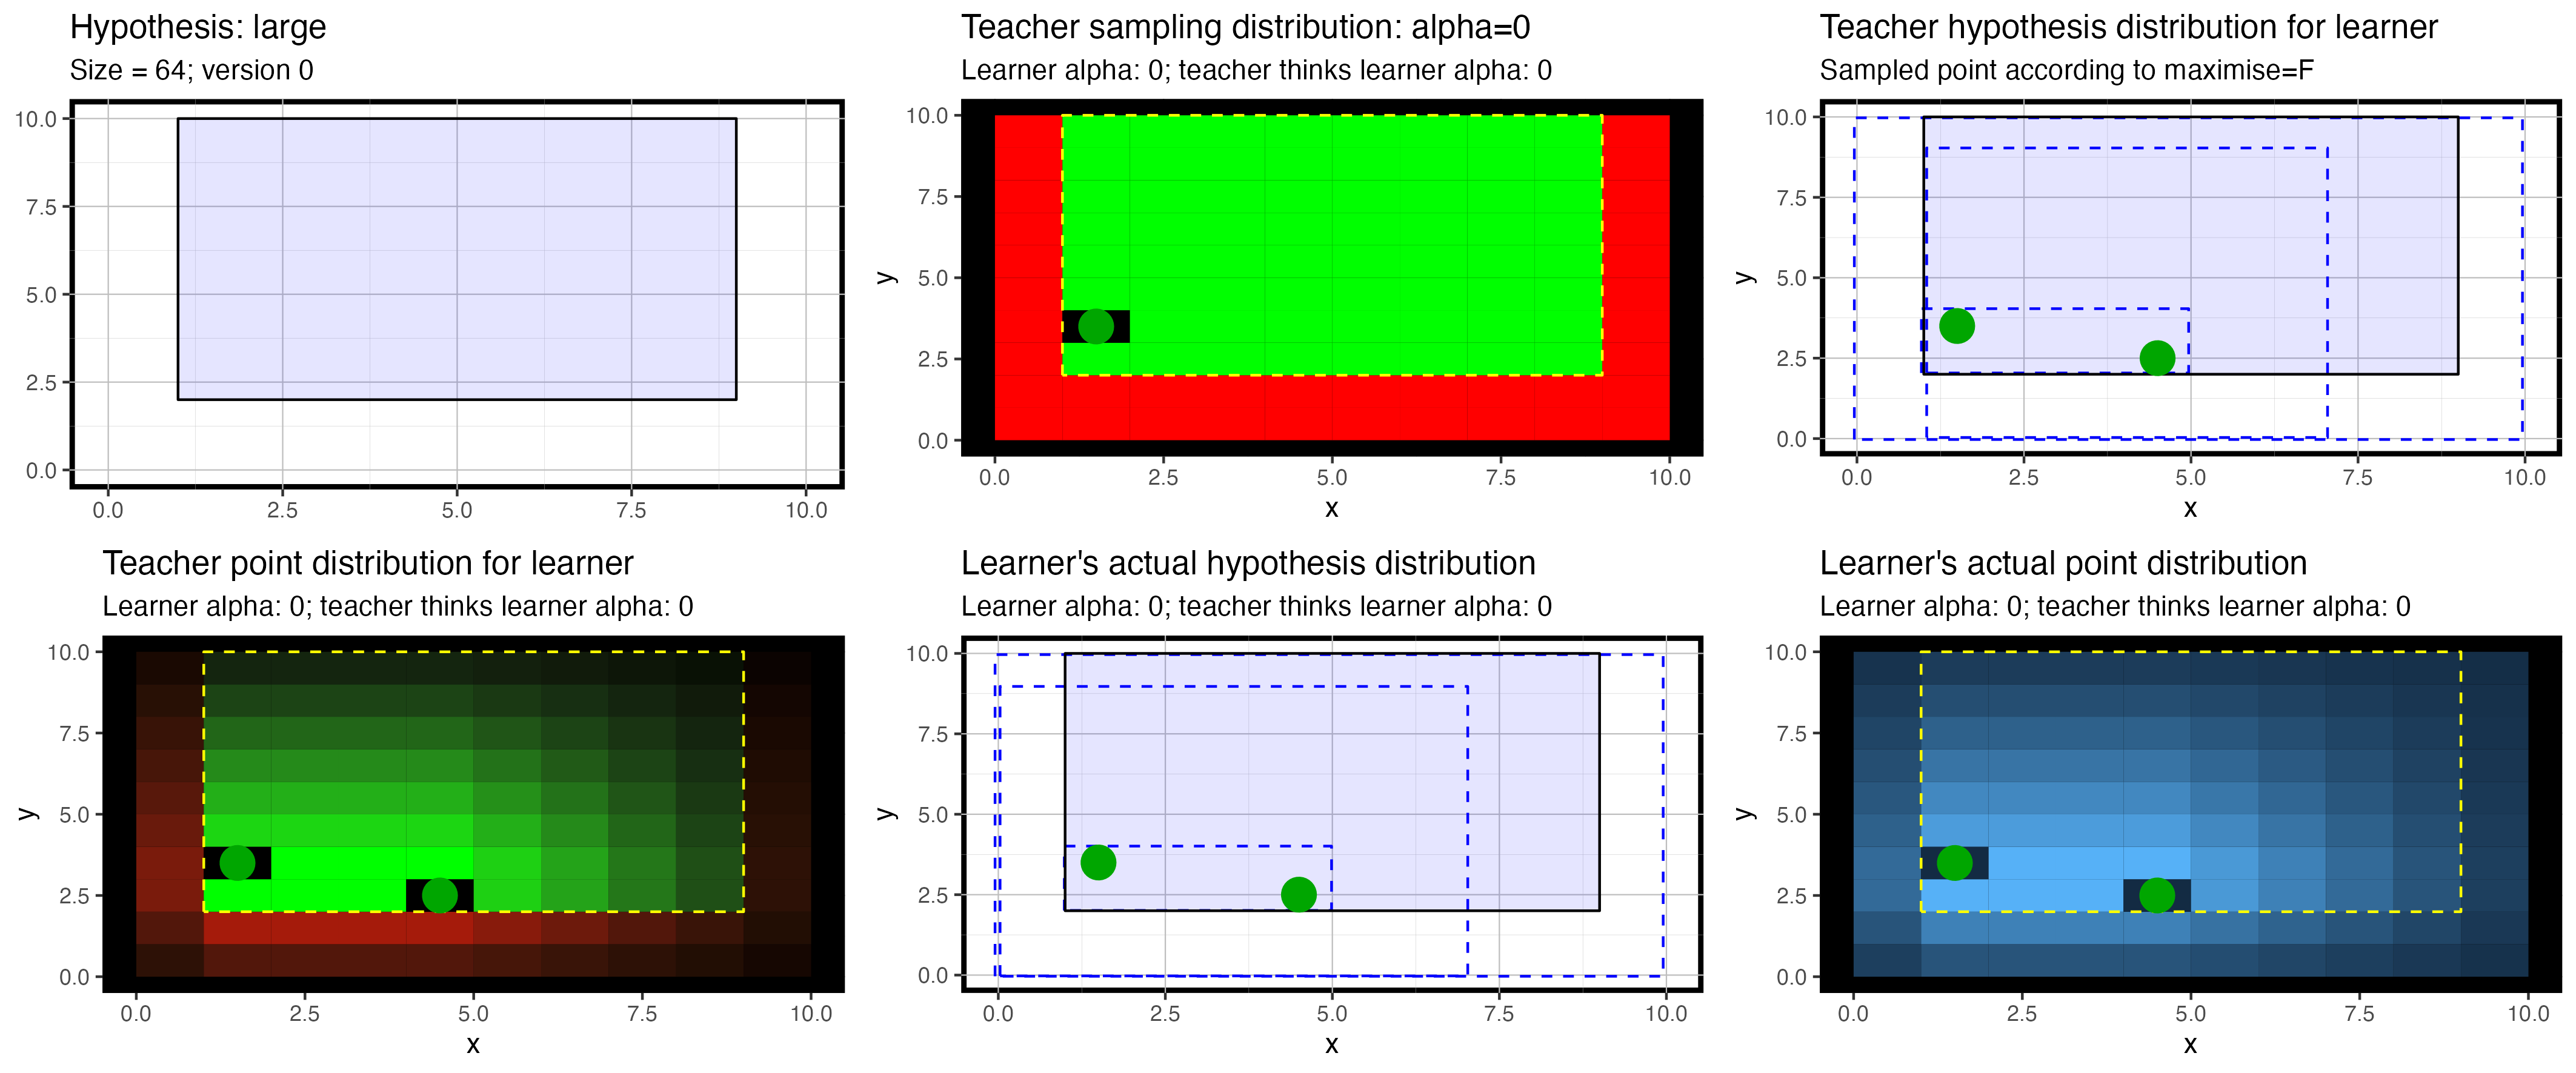 Hypothesis: large
Size = 64; version 0
10.0
7.5
5.0
2.5
0.0
0.0 2.5 5.0 7.5 10.0
Teacher sampling distribution: alpha=0
Learner alpha: 0; teacher thinks learner alpha: 0
10.0
7.5
y
5.0
2.5
0.0
0.0 2.5 5.0 7.5 10.0
x
Teacher hypothesis distribution for learner
Sampled point according to maximise=F
10.0
7.5
y
5.0
2.5
0.0
0.0 2.5 5.0 7.5 10.0
x
Teacher point distribution for learner
Learner alpha: 0; teacher thinks learner alpha: 0
10.0
7.5
y
5.0
2.5
0.0
0.0 2.5 5.0 7.5 10.0
x
Learner's actual hypothesis distribution
Learner alpha: 0; teacher thinks learner alpha: 0
10.0
7.5
y
5.0
2.5
0.0
0.0 2.5 5.0 7.5 10.0
x
Learner's actual point distribution
Learner alpha: 0; teacher thinks learner alpha: 0
10.0
7.5
y
5.0
2.5
0.0
0.0 2.5 5.0 7.5 10.0
x